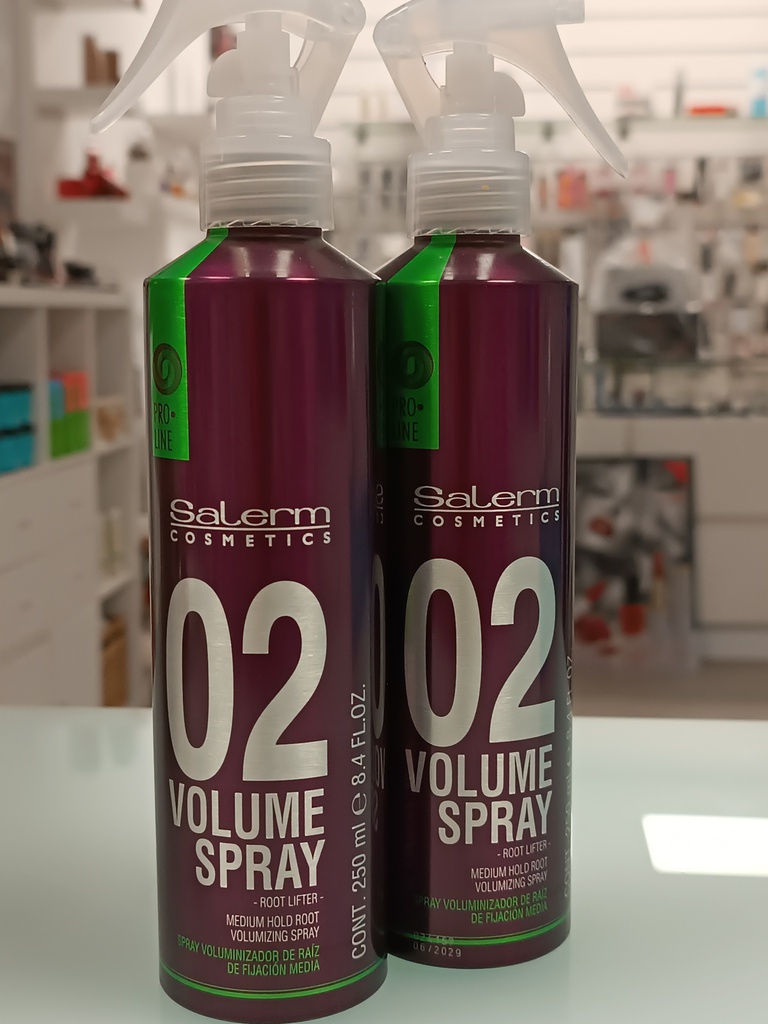 PRO•
LINE
Salerm
COSMETICS
02
VOLUME
SPRAY
- ROOT LIFTER -
MEDIUM HOLD ROOT
VOLUMIZING SPRAY
SPRAY VOLUMINIZADOR DE RAÍZ
DE FIJACIÓN MEDIA
CONT. 250 ml ℮ 8.4 FL.OZ.
PRO•
LINE
Salerm
COSMETICS
02
VOLUME
SPRAY
- ROOT LIFTER -
MEDIUM HOLD ROOT
VOLUMIZING SPRAY
SPRAY VOLUMINIZADOR DE RAÍZ
DE FIJACIÓN MEDIA
06/2029